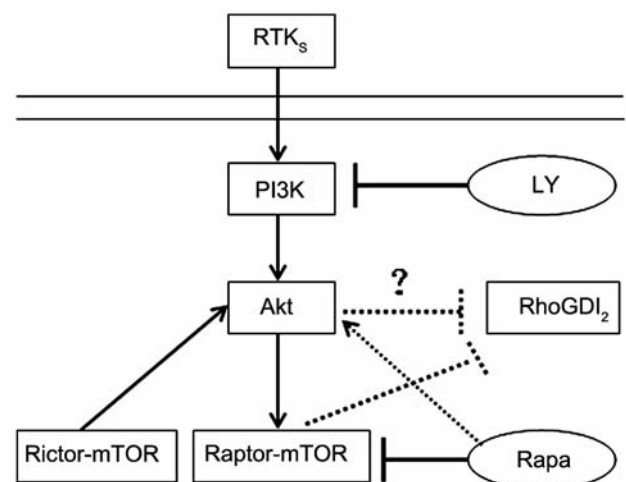 RTKs
PI3K
LY
?
Akt
RhoGDI2
Rictor-mTOR
Raptor-mTOR
Rapa